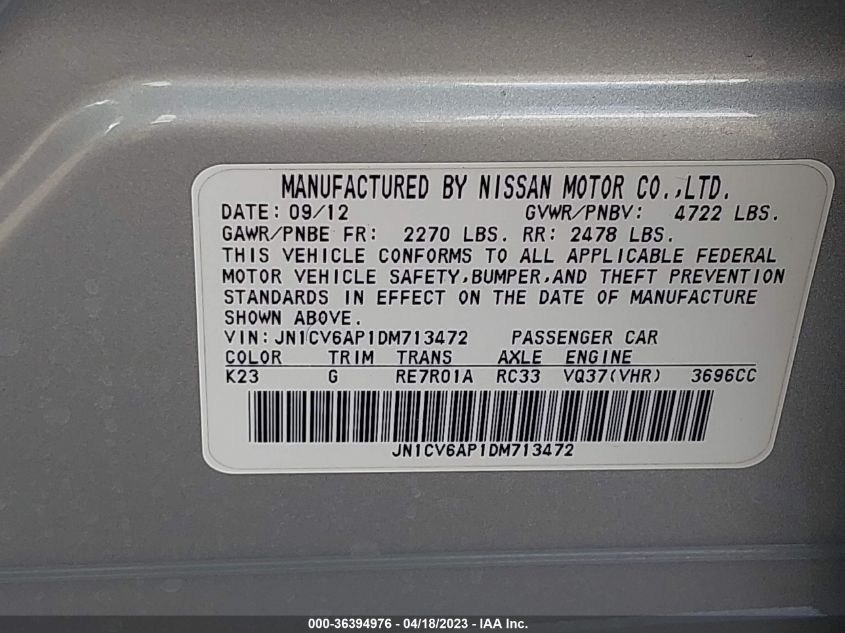 MANUFACTURED BY NISSAN MOTOR CO.,LTD.
DATE: 09/12 GVWR/PNBV: 4722 LBS.
GAWR/PNBE FR: 2270 LBS. RR: 2478 LBS.
THIS VEHICLE CONFORMS TO ALL APPLICABLE FEDERAL
MOTOR VEHICLE SAFETY,BUMPER,AND THEFT PREVENTION
STANDARDS IN EFFECT ON THE DATE OF MANUFACTURE
SHOWN ABOVE.
VIN:JN1CV6AP1DM713472 PASSENGER CAR
COLOR TRIM TRANS AXLE ENGINE
K23 G RE7R01A RC33 VQ37(VHR) 3696CC
JN1CV6AP1DM713472
000-36394976 - 04/18/2023 - IAA Inc.